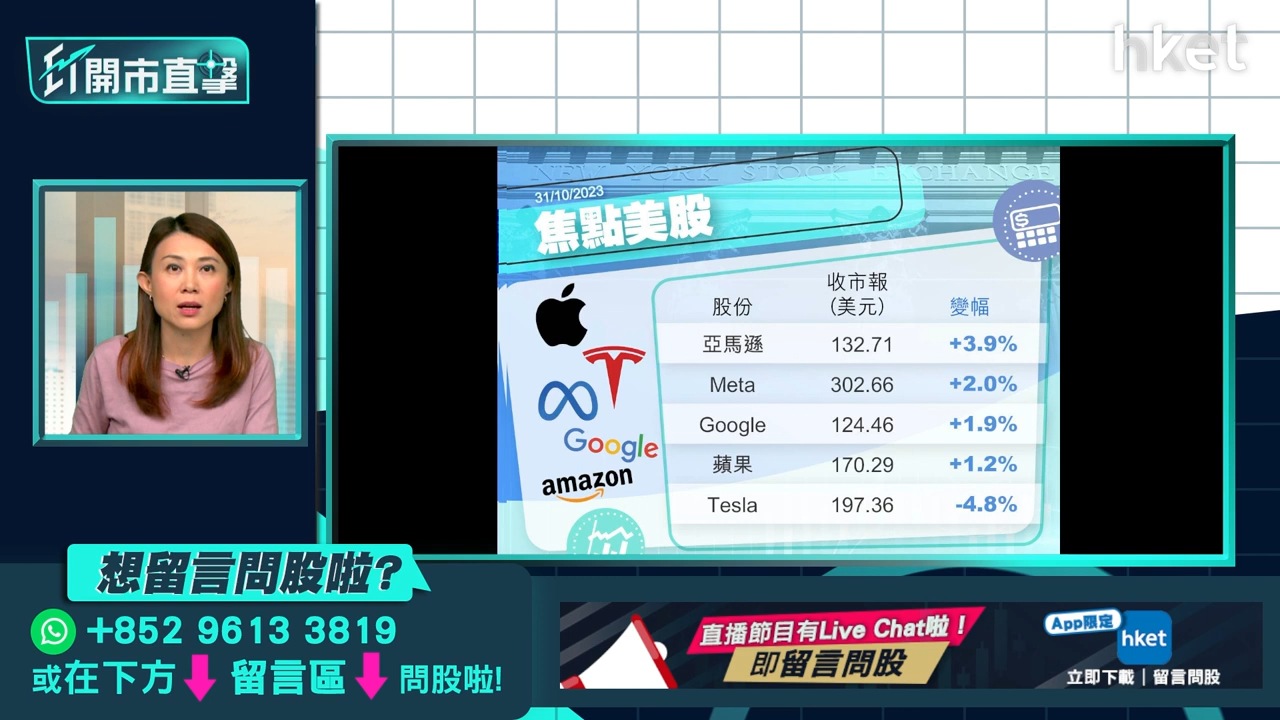 ET開市直擊
hket
NEW YORK STOCK EXCHANGE
31/10/2023
焦點美股
股份
收市報
(美元)
變幅
亞馬遜 132.71 +3.9%
Meta 302.66 +2.0%
Google 124.46 +1.9%
蘋果 170.29 +1.2%
Tesla 197.36 -4.8%
Google
amazon
$
想留言問股啦?
+852 9613 3819
或在下方 留言區 問股啦!
直播節目有Live Chat啦！
即留言問股
App限定
hket
立即下載｜留言問股